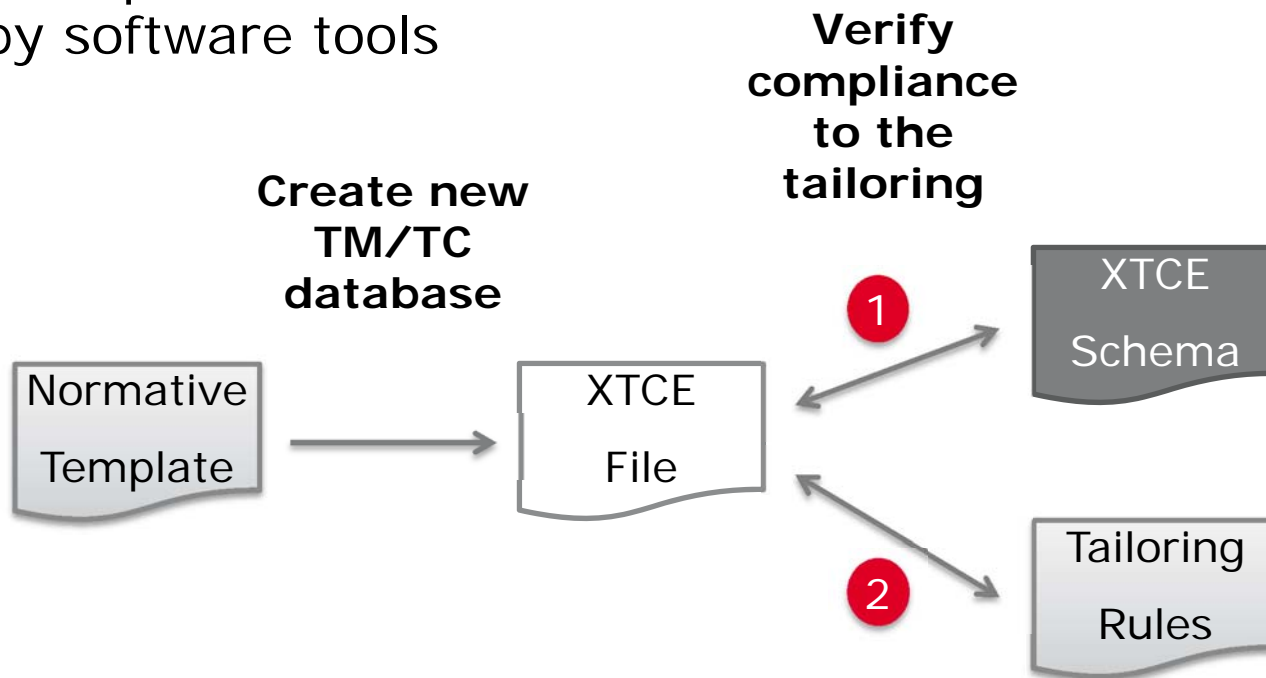 by software tools
Verify
compliance
to the
tailoring
Create new
TM/TC
database
XTCE
Schema
1
Normative
Template
XTCE
File
Tailoring
Rules
2